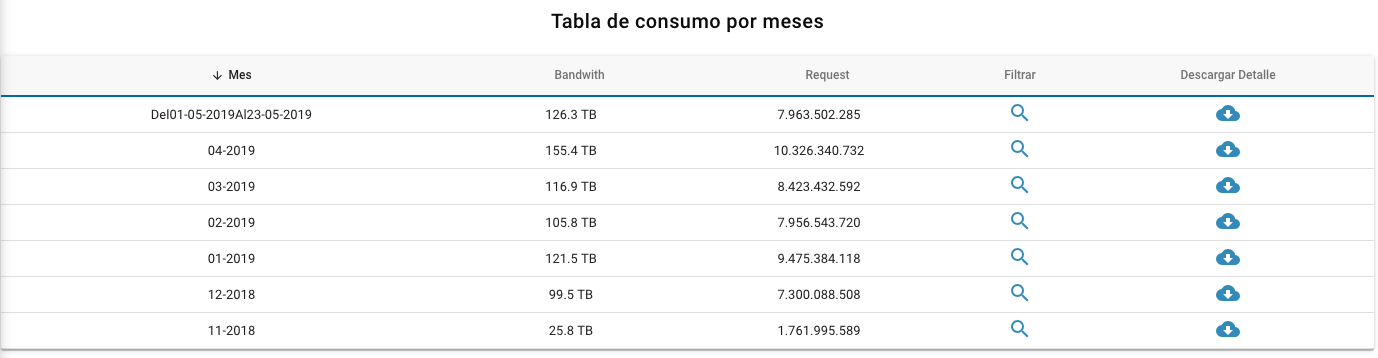 Tabla de consumo por meses
Mes Bandwith Request Filtrar Descargar Detalle
Del01-05-2019Al23-05-2019 126.3 TB 7.963.502.285
04-2019 155.4 TB 10.326.340.732
03-2019 116.9 TB 8.423.432.592
02-2019 105.8 TB 7.956.543.720
01-2019 121.5 TB 9.475.384.118
12-2018 99.5 TB 7.300.088.508
11-2018 25.8 TB 1.761.995.589